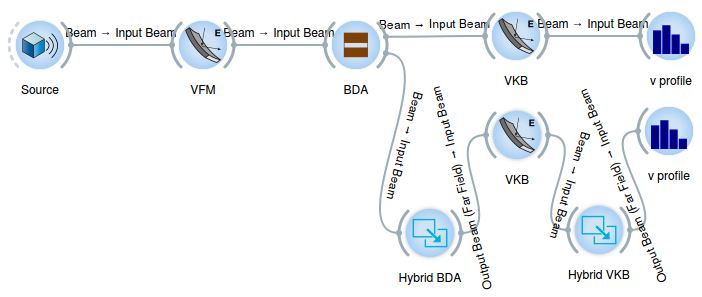 Beam → Input Beam
Beam → Input Beam
Beam → Input Beam
Beam → Input Beam
E
E
Source
VFM
BDA
VKB
v profile
Beam → Input Beam
Output Beam (Far Field) → Input Beam
E
VKB
Beam → Input Beam
Output Beam (Far Field) → Input Beam
v profile
Hybrid BDA
Hybrid VKB